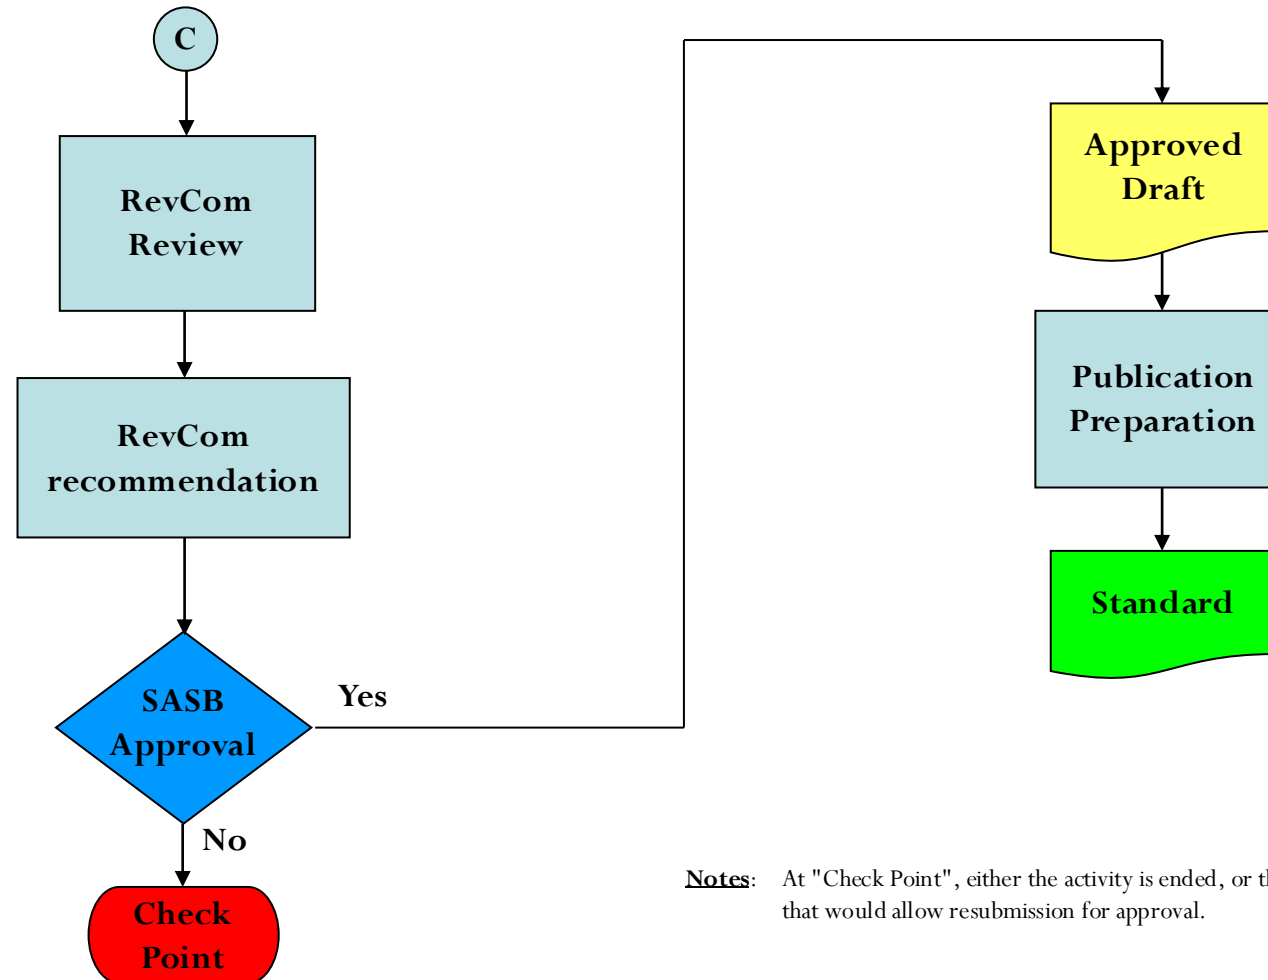 C
RevCom
Review
RevCom
recommendation
SASB
Approval
Yes
No
Check
Point
Approved
Draft
Publication
Preparation
Standard
Notes: At "Check Point", either the activity is ended, or
that would allow resubmission for approval.